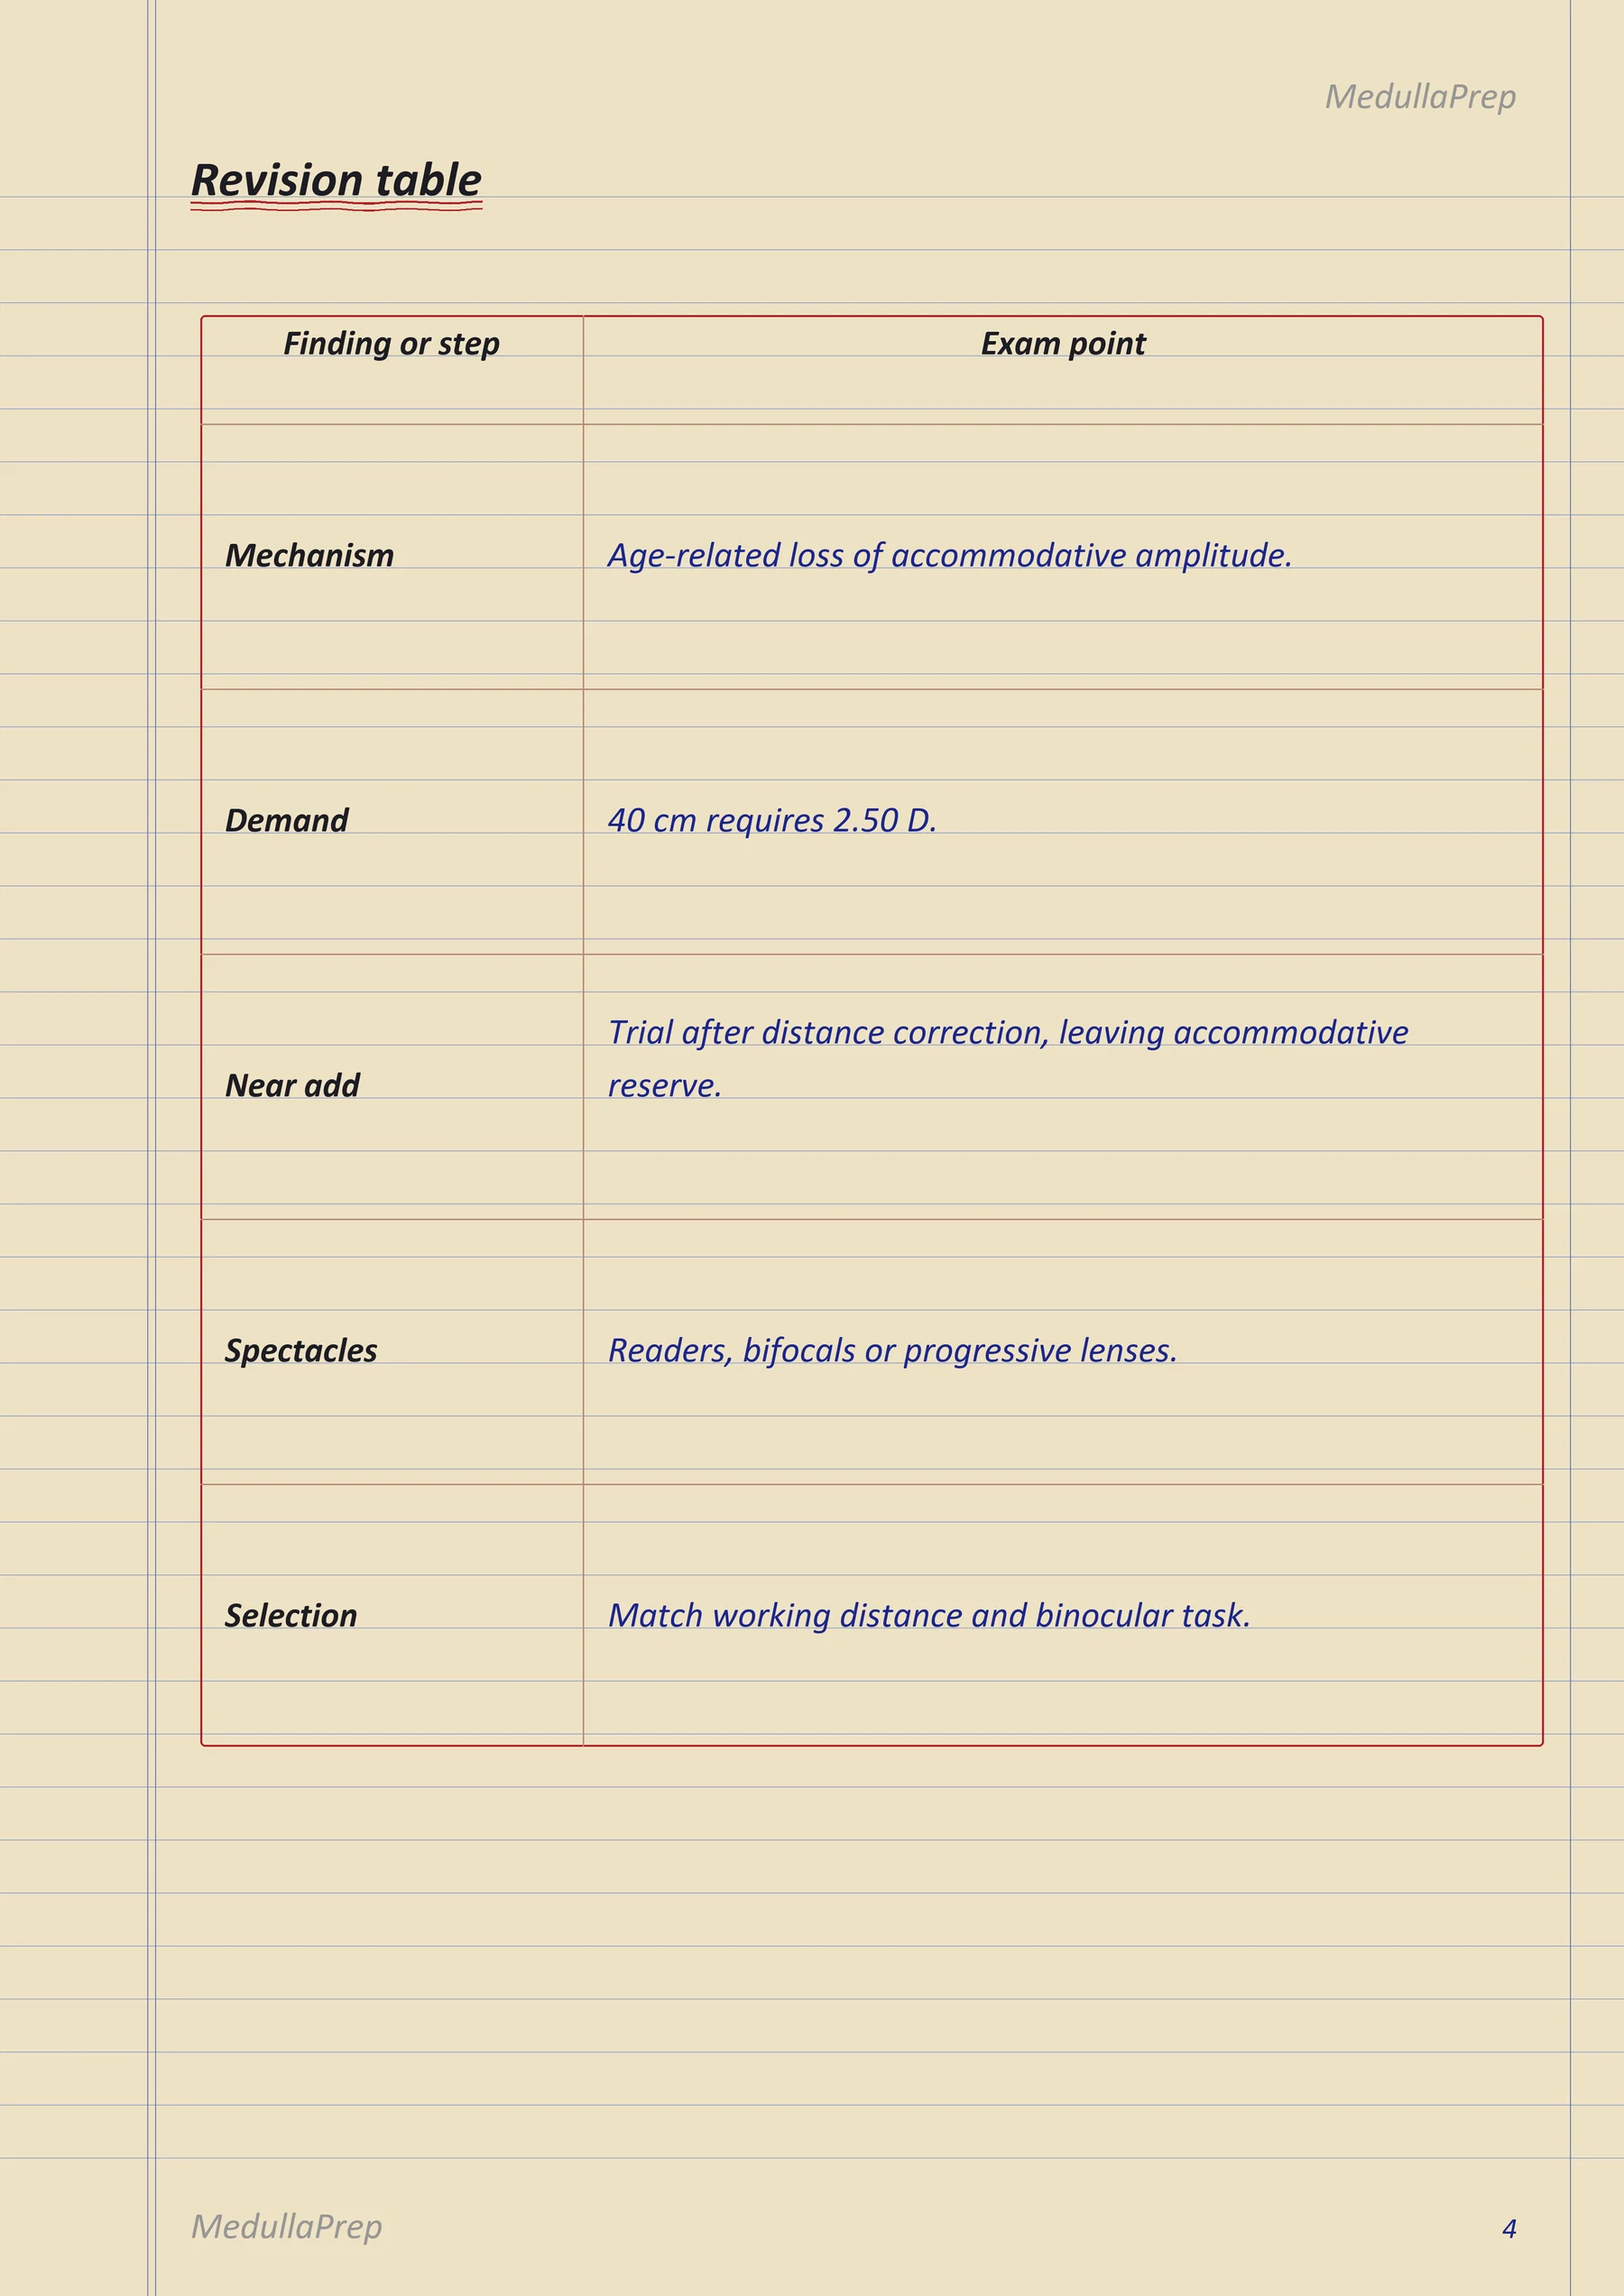 MedullaPrep
Revision table
Finding or step
Exam point
Mechanism
Age-related loss of accommodative amplitude.
Demand
40 cm requires 2.50 D.
Near add
Trial after distance correction, leaving accommodative
reserve.
Spectacles
Readers, bifocals or progressive lenses.
Selection
Match working distance and binocular task.
MedullaPrep
4